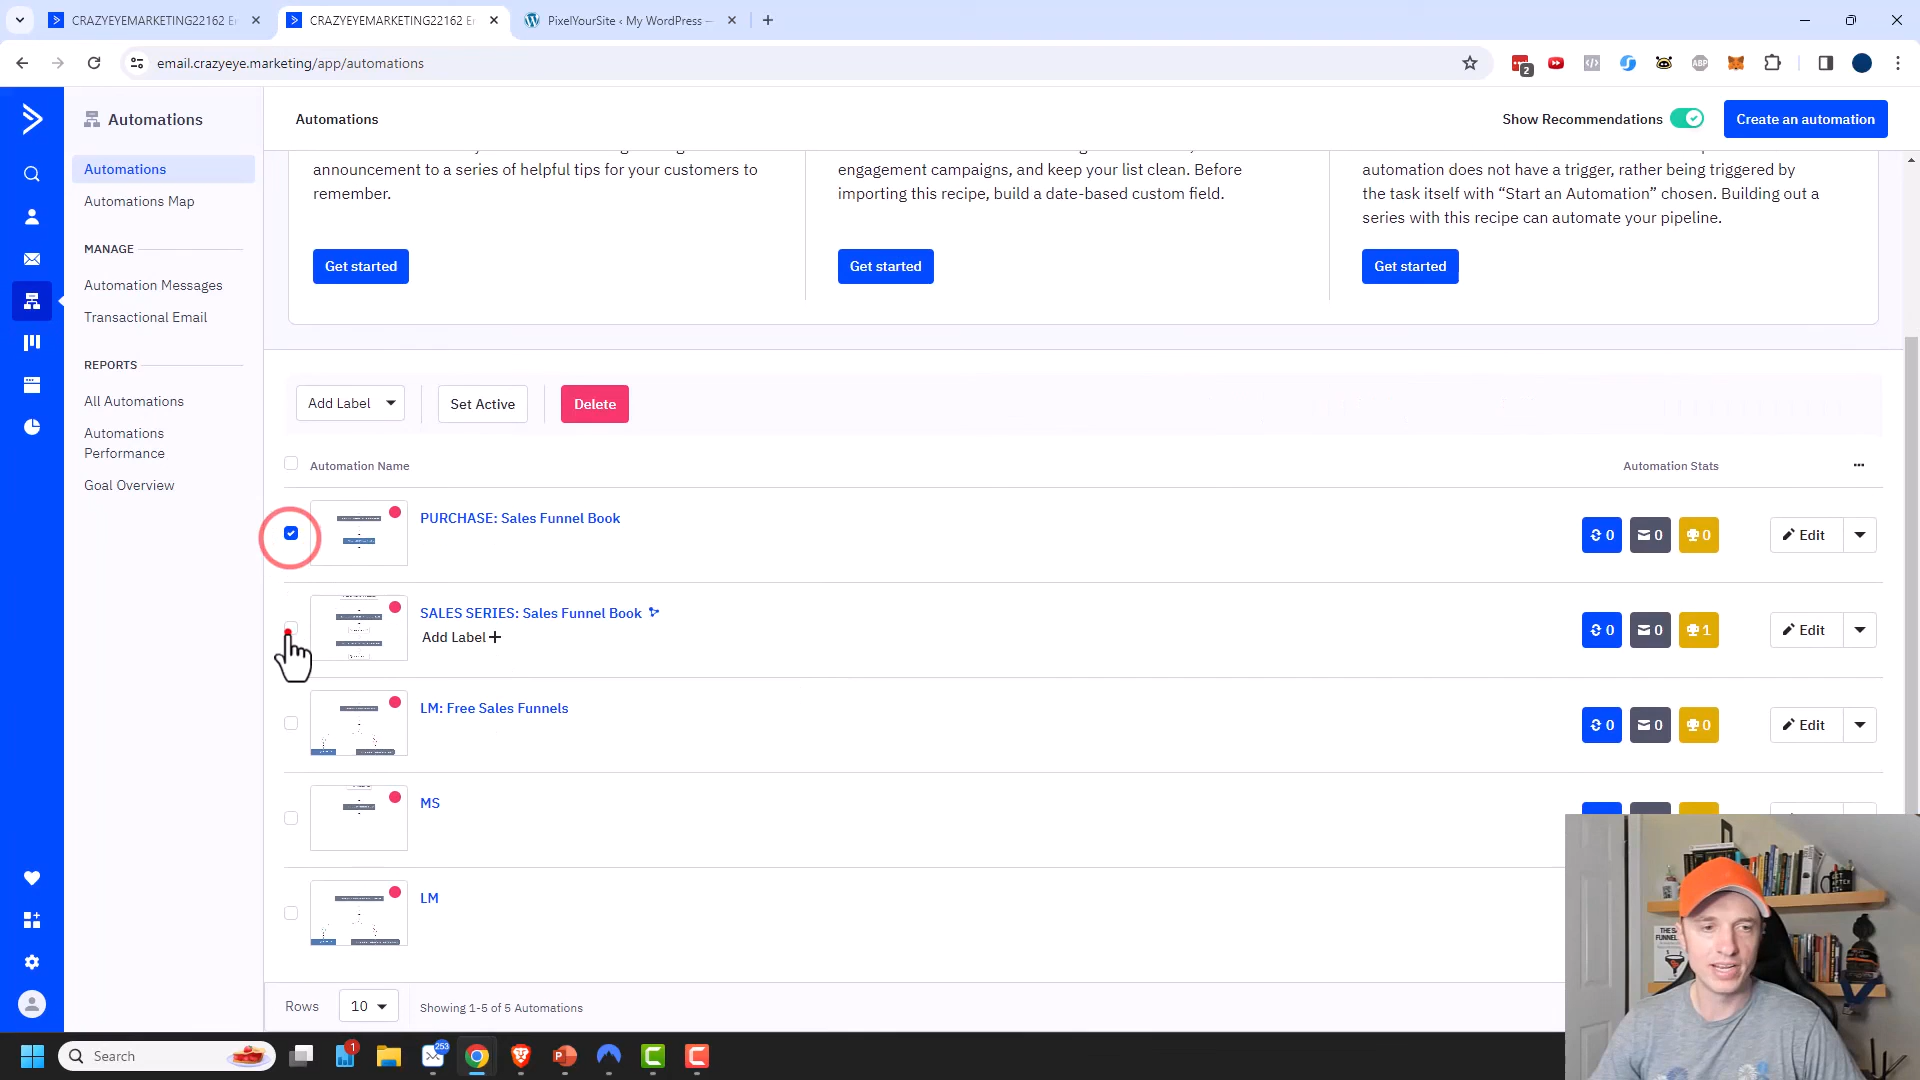 CRAZYEYEMARKETING22162 E
CRAZYEYEMARKETING22162 E
PixelYourSite ‹ My WordPress —
email.crazyeye.marketing/app/automations
2
ABP
Automations
Automations
Automations Map
MANAGE
Automation Messages
Transactional Email
REPORTS
All Automations
Automations
Performance
Goal Overview
Automations
Show Recommendations
Create an automation
announcement to a series of helpful tips for your customers to
remember.
Get started
engagement campaigns, and keep your list clean. Before
importing this recipe, build a date-based custom field.
Get started
automation does not have a trigger, rather being triggered by
the task itself with “Start an Automation” chosen. Building out a
series with this recipe can automate your pipeline.
Get started
Add Label
Set Active
Delete
Automation Name
Automation Stats
PURCHASE: Sales Funnel Book
0
0
0
Edit
SALES SERIES: Sales Funnel Book
Add Label
0
0
1
Edit
LM: Free Sales Funnels
0
0
0
Edit
MS
LM
Rows
10
Showing 1-5 of 5 Automations
Search
1
253